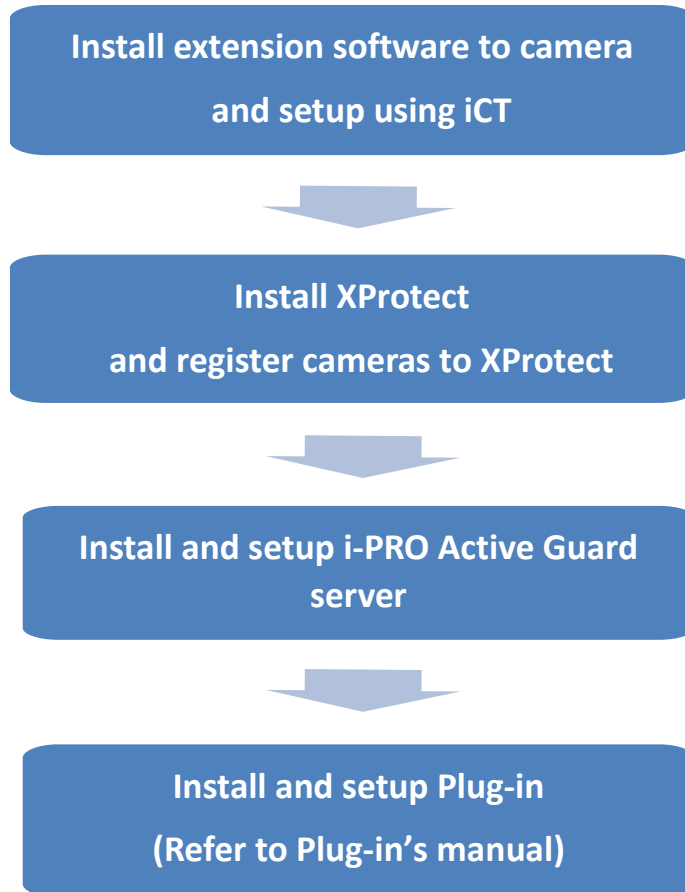 Install extension software to camera
and setup using iCT
Install XProtect
and register cameras to XProtect
Install and setup i-PRO Active Guard
server
Install and setup Plug-in
(Refer to Plug-in’s manual)